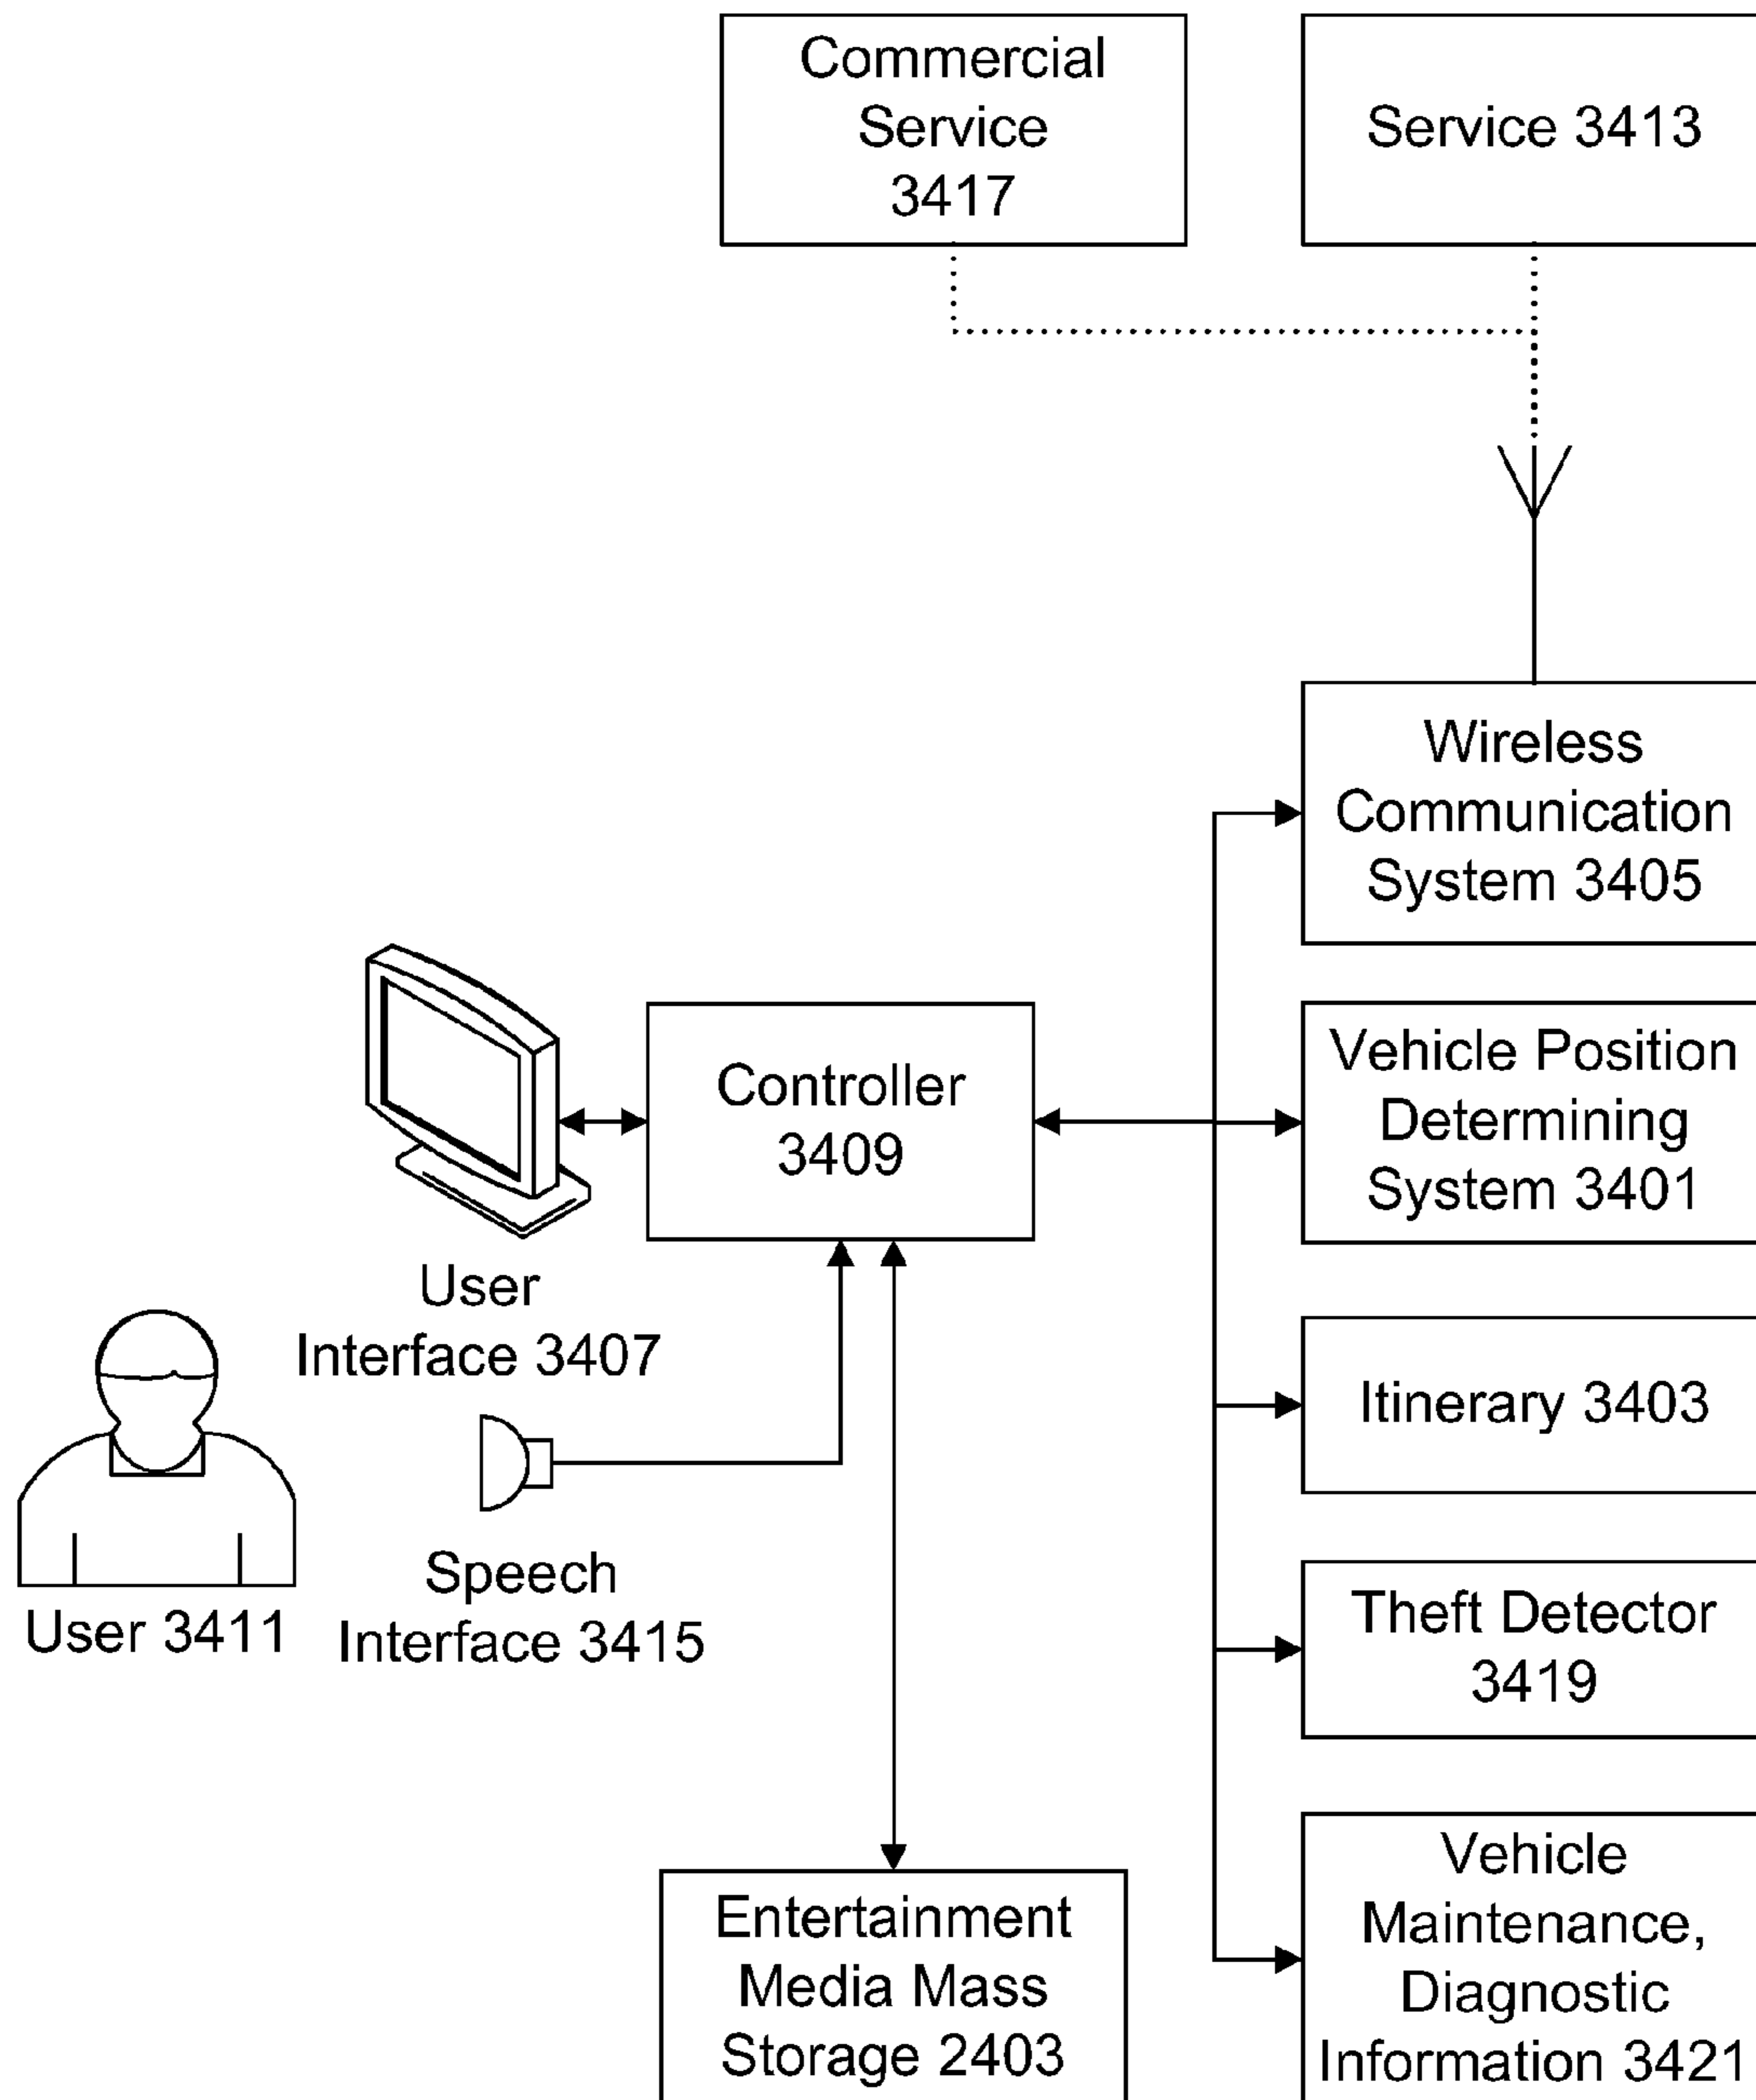 Commercial
Service
3417
Service 3413
Wireless
Communication
System 3405
Controller
3409
Vehicle Position
Determining
System 3401
User
Interface 3407
Itinerary 3403
Speech
Interface 3415
User 3411
Theft Detector
3419
Entertainment
Media Mass
Storage 2403
Vehicle
Maintenance,
Diagnostic
Information 3421